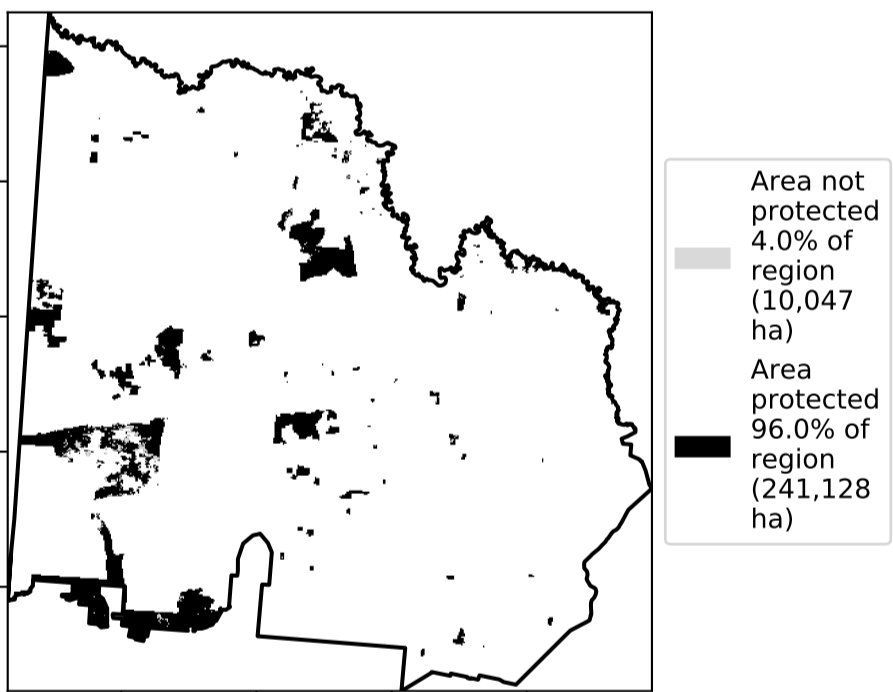 Area not
protected
4.0% of
region
(10,047
ha)
Area
protected
96.0% of
region
(241,128
ha)